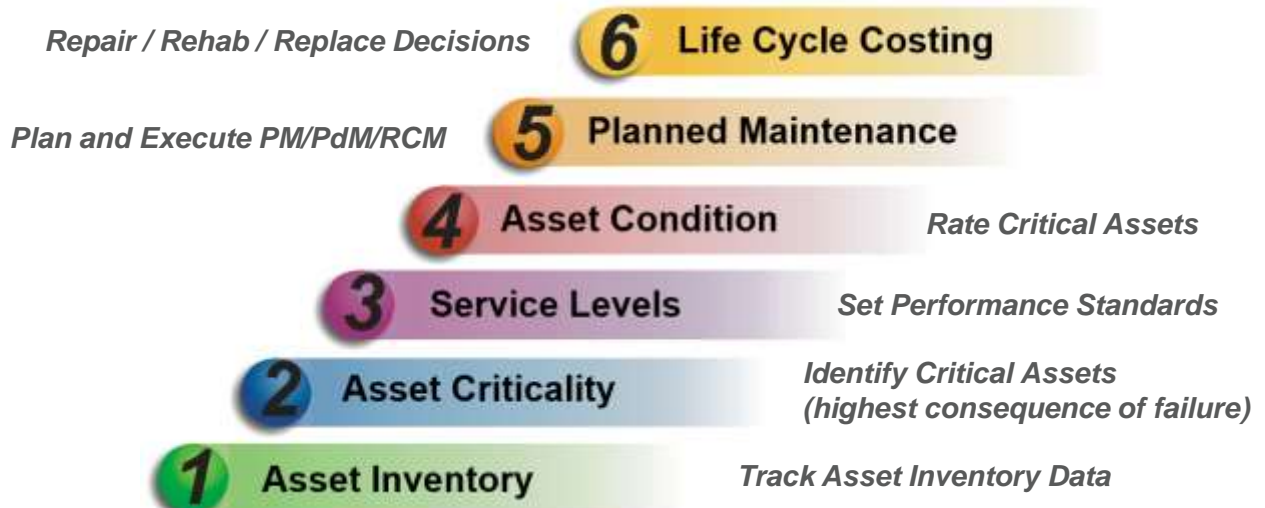 Repair / Rehab / Replace Decisions
6 Life Cycle Costing
Plan and Execute PM/PdM/RCM
5 Planned Maintenance
4 Asset Condition
Rate Critical Assets
3 Service Levels
Set Performance Standards
2 Asset Criticality
Identify Critical Assets
(highest consequence of failure)
1 Asset Inventory
Track Asset Inventory Data